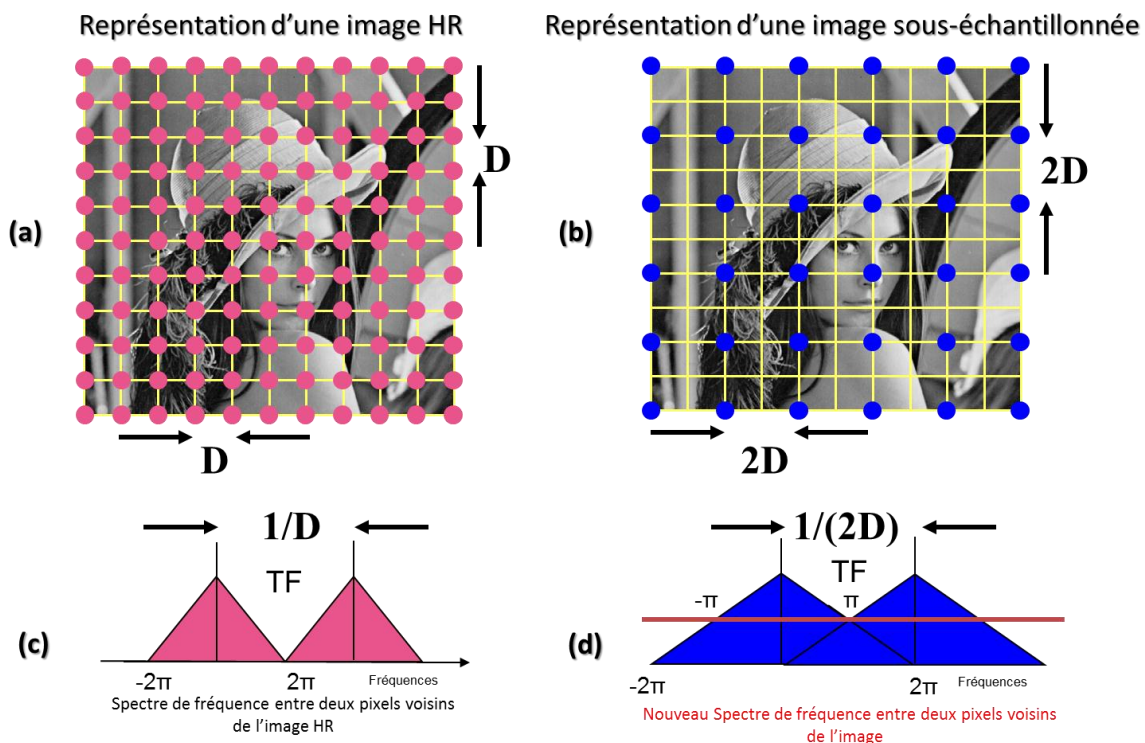 Représentation d'une image HR
Représentation d'une image sous-échantillonnée
D
2D
(a)
(b)
D
2D
1/D
1/(2D)
TF
TF
-π
π
(c)
(d)
-2π
2π
Fréquences
-2π
2π
Fréquences
Spectre de fréquence entre deux pixels voisins
de l'image HR
Nouveau Spectre de fréquence entre deux pixels voisins
de l'image